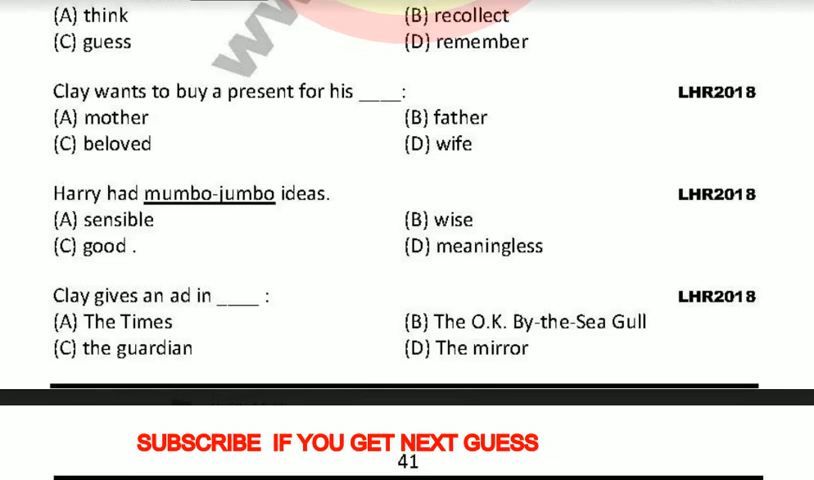 (A) think (B) recollect
(C) guess (D) remember
Clay wants to buy a present for his ____: LHR2018
(A) mother (B) father
(C) beloved (D) wife
Harry had mumbo-jumbo ideas. LHR2018
(A) sensible (B) wise
(C) good . (D) meaningless
Clay gives an ad in ____ : LHR2018
(A) The Times (B) The O.K. By-the-Sea Gull
(C) the guardian (D) The mirror
SUBSCRIBE IF YOU GET NEXT GUESS
41